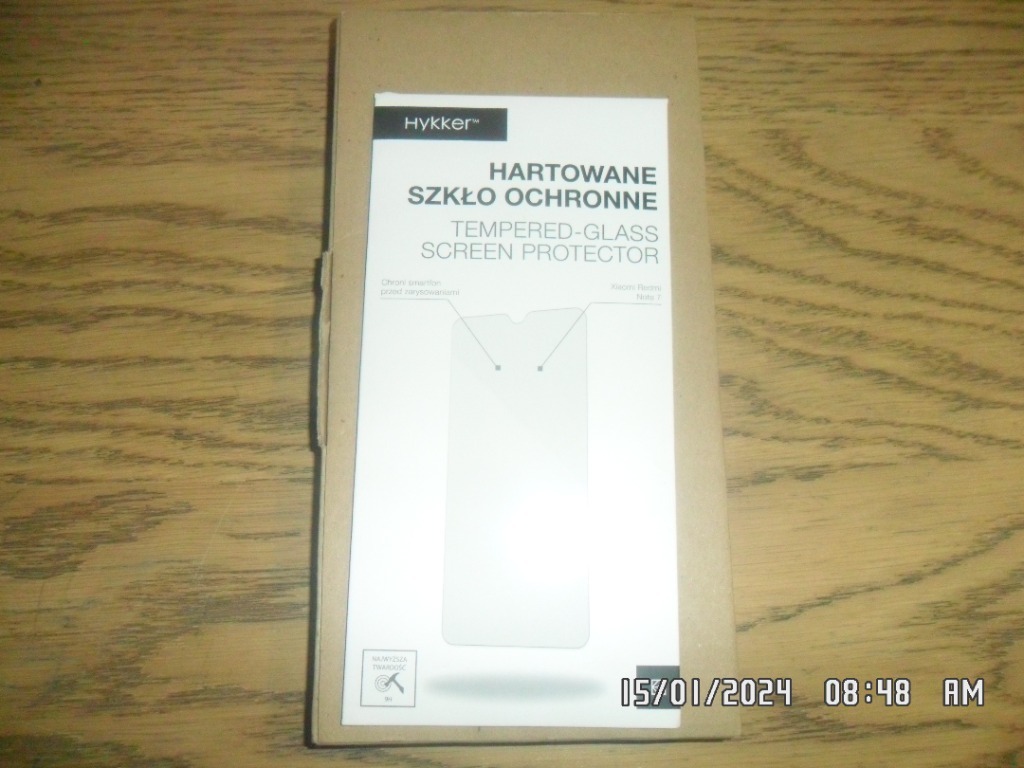 Hykker™
HARTOWANE
SZKŁO OCHRONNE
TEMPERED-GLASS
SCREEN PROTECTOR
Chroni smartfon
przed zarysowaniami
Xiaomi Redmi
Note 7
NAJWYŻSZA
TWARDOŚĆ
9H
15/01/2024 08:48 AM